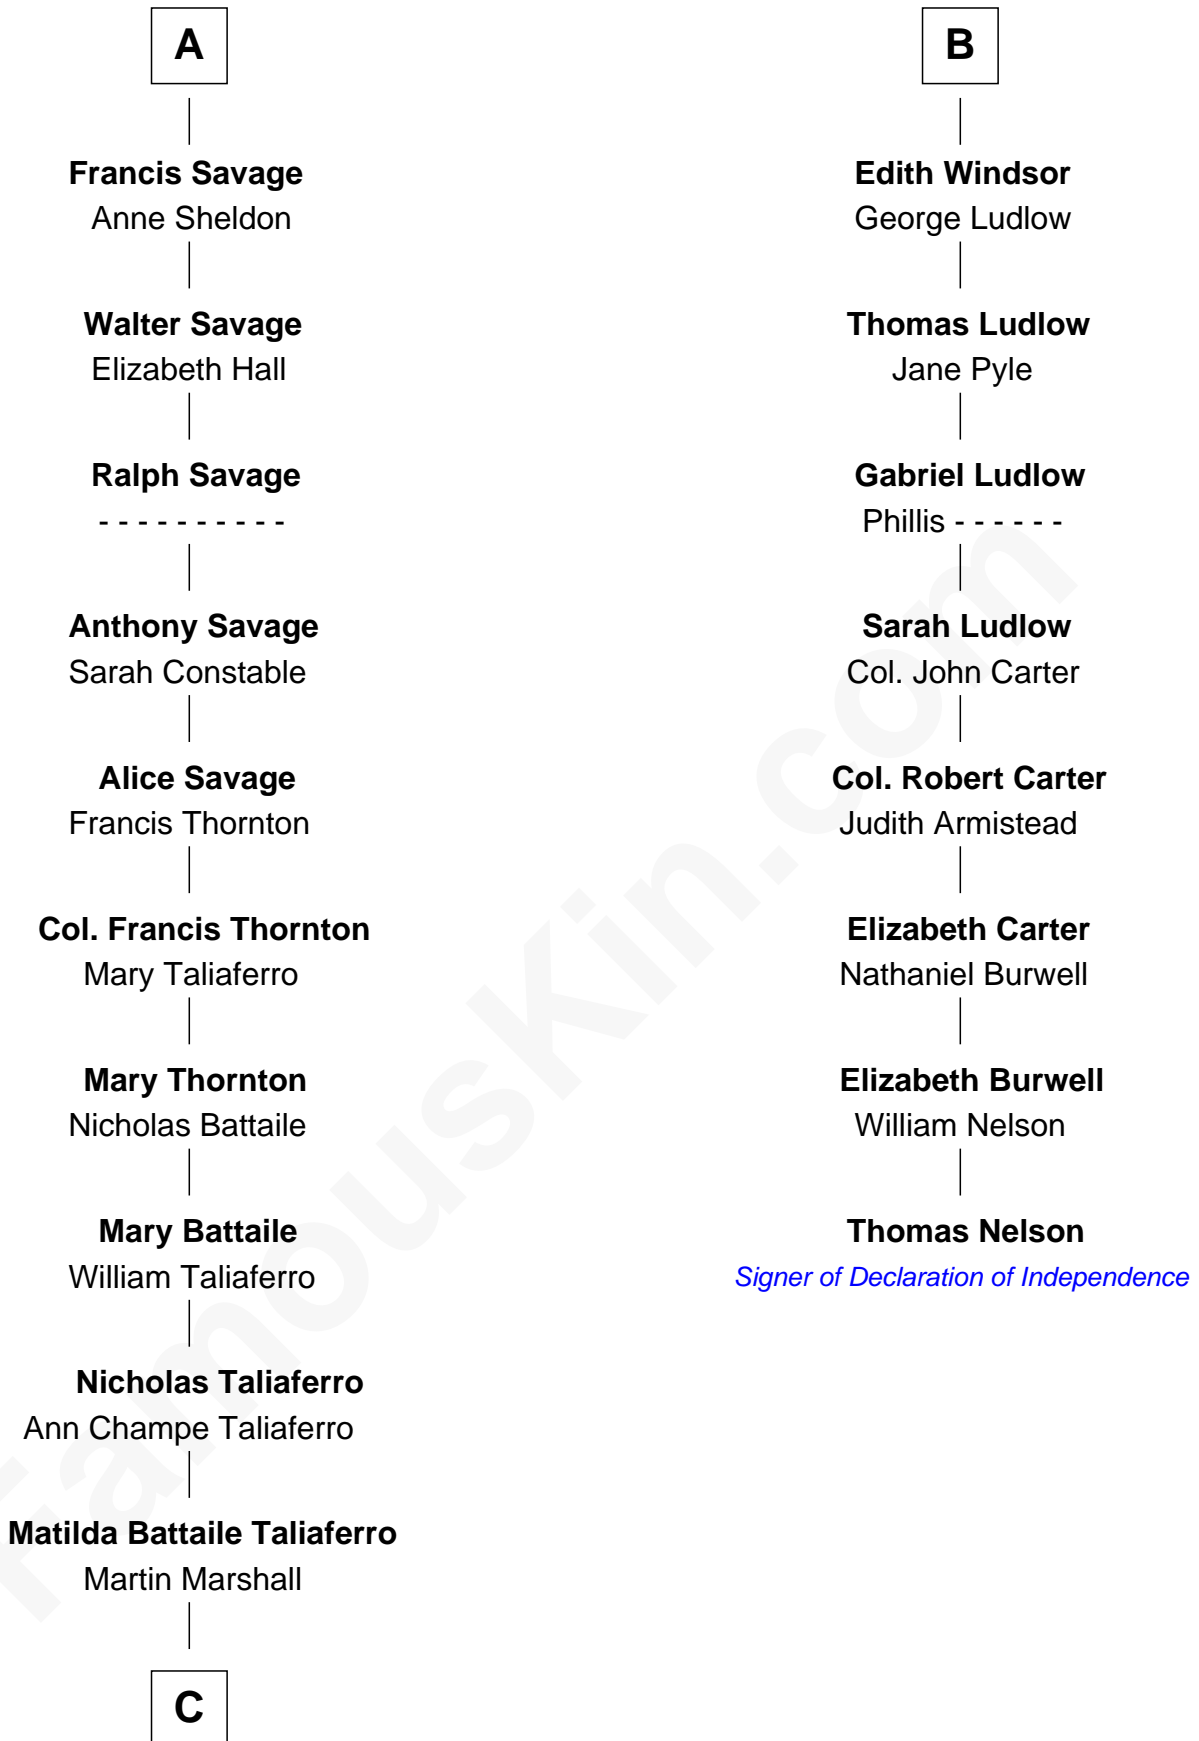 A
Francis Savage
Anne Sheldon
Walter Savage
Elizabeth Hall
Ralph Savage
- - - - - - - - - -
Anthony Savage
Sarah Constable
Alice Savage
Francis Thornton
Col. Francis Thornton
Mary Taliaferro
Mary Thornton
Nicholas Battaile
Mary Battaile
William Taliaferro
Nicholas Taliaferro
Ann Champe Taliaferro
Matilda Battaile Taliaferro
Martin Marshall
C
B
Edith Windsor
George Ludlow
Thomas Ludlow
Jane Pyle
Gabriel Ludlow
Phillis - - - - - -
Sarah Ludlow
Col. John Carter
Col. Robert Carter
Judith Armistead
Elizabeth Carter
Nathaniel Burwell
Elizabeth Burwell
William Nelson
Thomas Nelson
Signer of Declaration of Independence
FamousKin.com